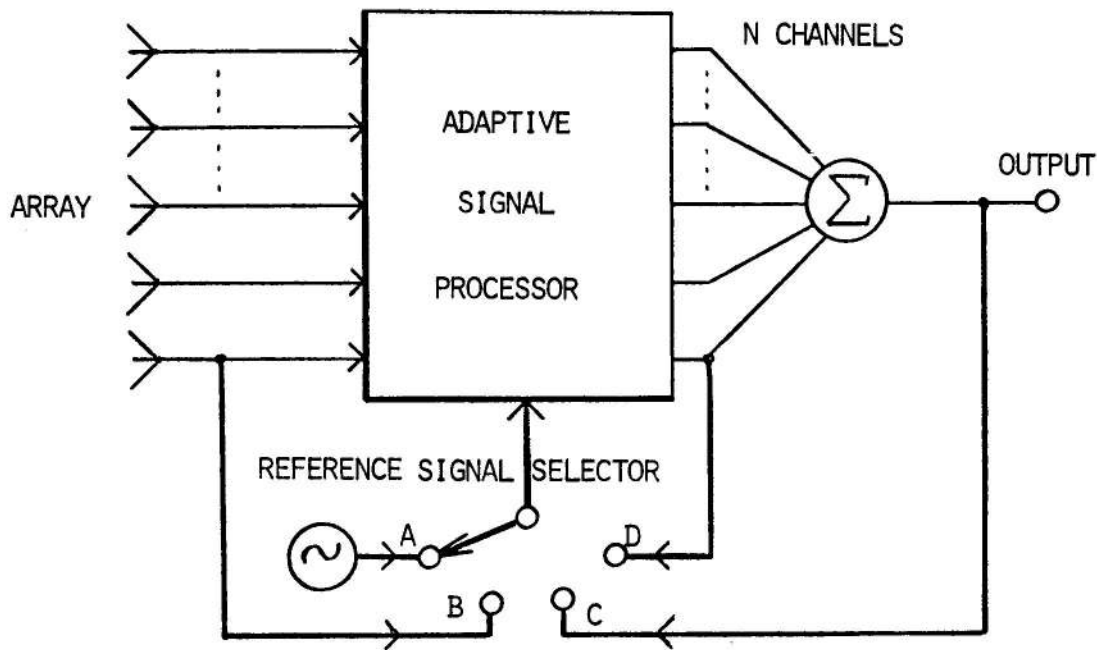 N CHANNELS
ADAPTIVE
OUTPUT
ARRAY
SIGNAL
Σ
PROCESSOR
REFERENCE SIGNAL SELECTOR
A
D
B
C